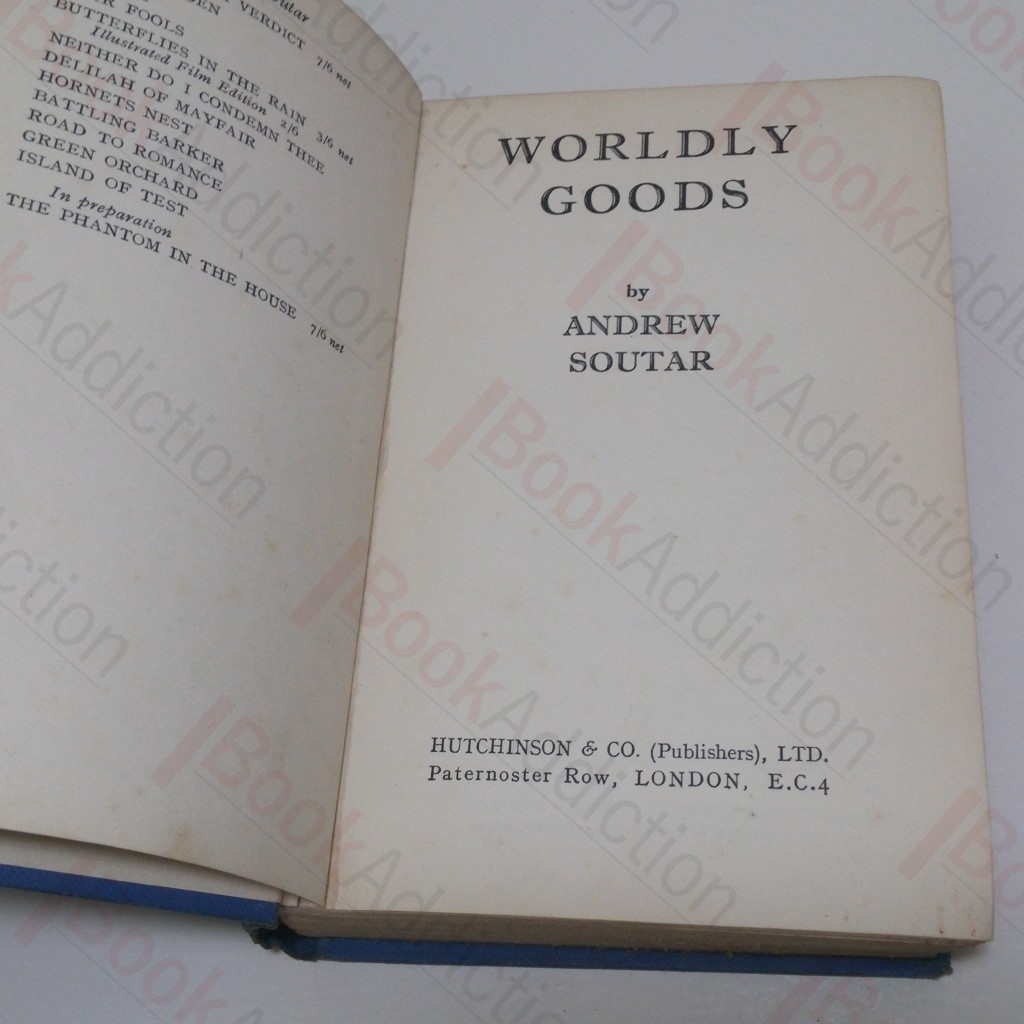 Soutar
VERDICT 7/6 net
FOOLS
BUTTERFLIES IN THE RAIN 3/6 net
Illustrated Film Edition 2/6
NEITHER DO I CONDEMN THEE
DELILAH OF MAYFAIR
HORNETS NEST
BATTLING BARKER
ROAD TO ROMANCE
GREEN ORCHARD
ISLAND OF TEST
In preparation
THE PHANTOM IN THE HOUSE 7/6 net
WORLDLY
GOODS
by
ANDREW
SOUTAR
HUTCHINSON & CO. (Publishers), LTD.
Paternoster Row, LONDON, E.C.4
BookAddiction